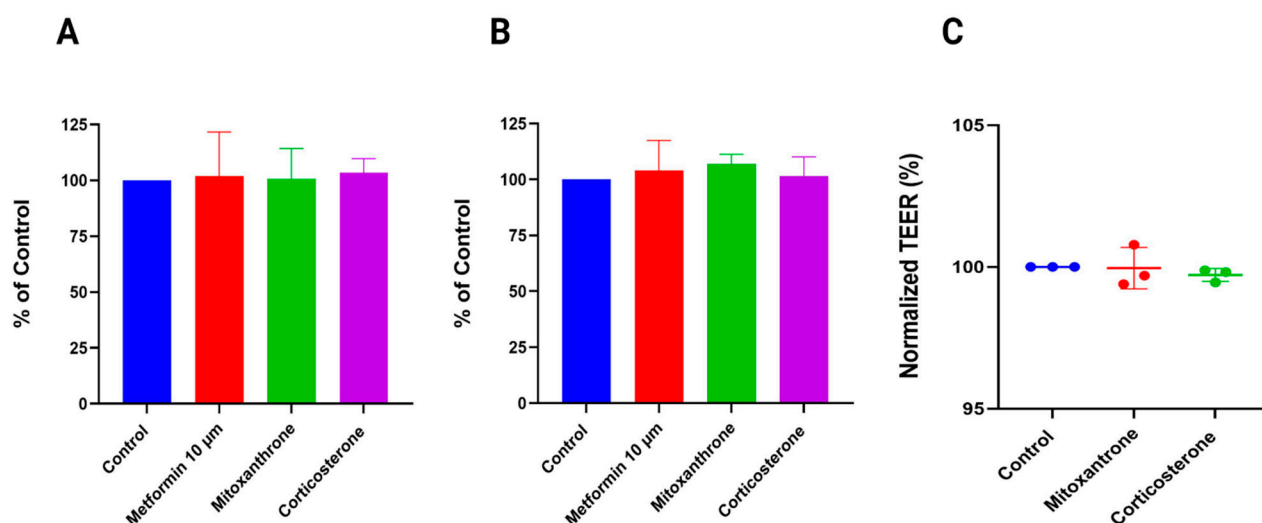 A
B
C
% of Control
125
100
75
50
25
0
Control
Metformin 10 µm
Mitoxanthrone
Corticosterone
% of Control
125
100
75
50
25
0
Control
Metformin 10 µm
Mitoxanthrone
Corticosterone
Normalized TEER (%)
105
100
95
Control
Mitoxantrone
Corticosterone